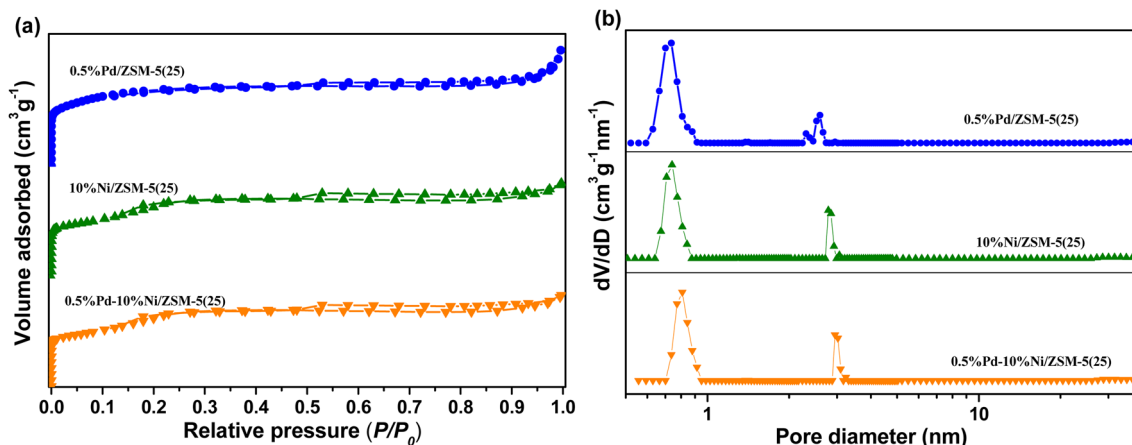 (a)
Volume adsorbed (cm³g⁻¹)
0.5%Pd/ZSM-5(25)
10%Ni/ZSM-5(25)
0.5%Pd-10%Ni/ZSM-5(25)
0.0 0.1 0.2 0.3 0.4 0.5 0.6 0.7 0.8 0.9 1.0
Relative pressure (P/P₀)
(b)
dV/dD (cm³g⁻¹nm⁻¹)
0.5%Pd/ZSM-5(25)
10%Ni/ZSM-5(25)
0.5%Pd-10%Ni/ZSM-5(25)
1 10
Pore diameter (nm)